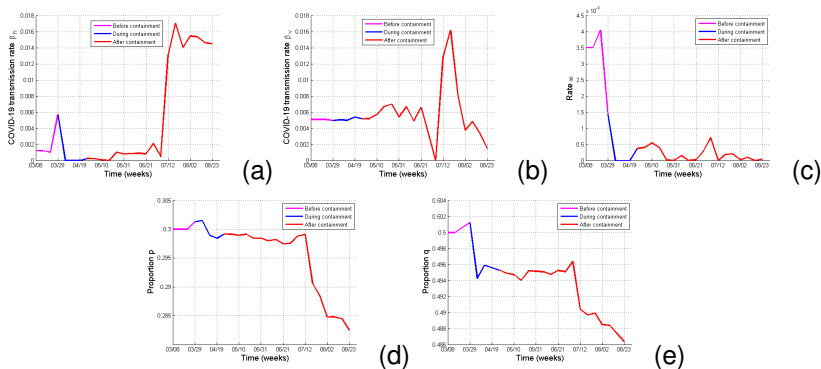 0.018
0.016
0.014
0.012
0.01
0.008
0.006
0.004
0.002
0
03/08 03/29 04/19 05/10 05/31 06/21 07/12 08/02 08/23
Time (weeks)
COVID-19 transmission rate β
Before containment
During containment
After containment
(a)
0.018
0.016
0.014
0.012
0.01
0.008
0.006
0.004
0.002
0
03/08 03/29 04/19 05/10 05/31 06/21 07/12 08/02 08/23
Time (weeks)
COVID-19 transmission rate β
Before containment
During containment
After containment
(b)
4.5 x 10⁻³
4
3.5
3
2.5
2
1.5
1
0.5
0
03/08 03/29 04/19 05/10 05/31 06/21 07/12 08/02 08/23
Time (weeks)
Rate
Before containment
During containment
After containment
(c)
0.305
0.3
0.295
0.29
0.285
03/08 03/29 04/19 05/10 05/31 06/21 07/12 08/02 08/23
Time (weeks)
Proportion p
Before containment
During containment
After containment
(d)
0.504
0.502
0.5
0.498
0.496
0.494
0.492
0.49
0.488
0.486
03/08 03/29 04/19 05/10 05/31 06/21 07/12 08/02 08/23
Time (weeks)
Proportion q
Before containment
During containment
After containment
(e)